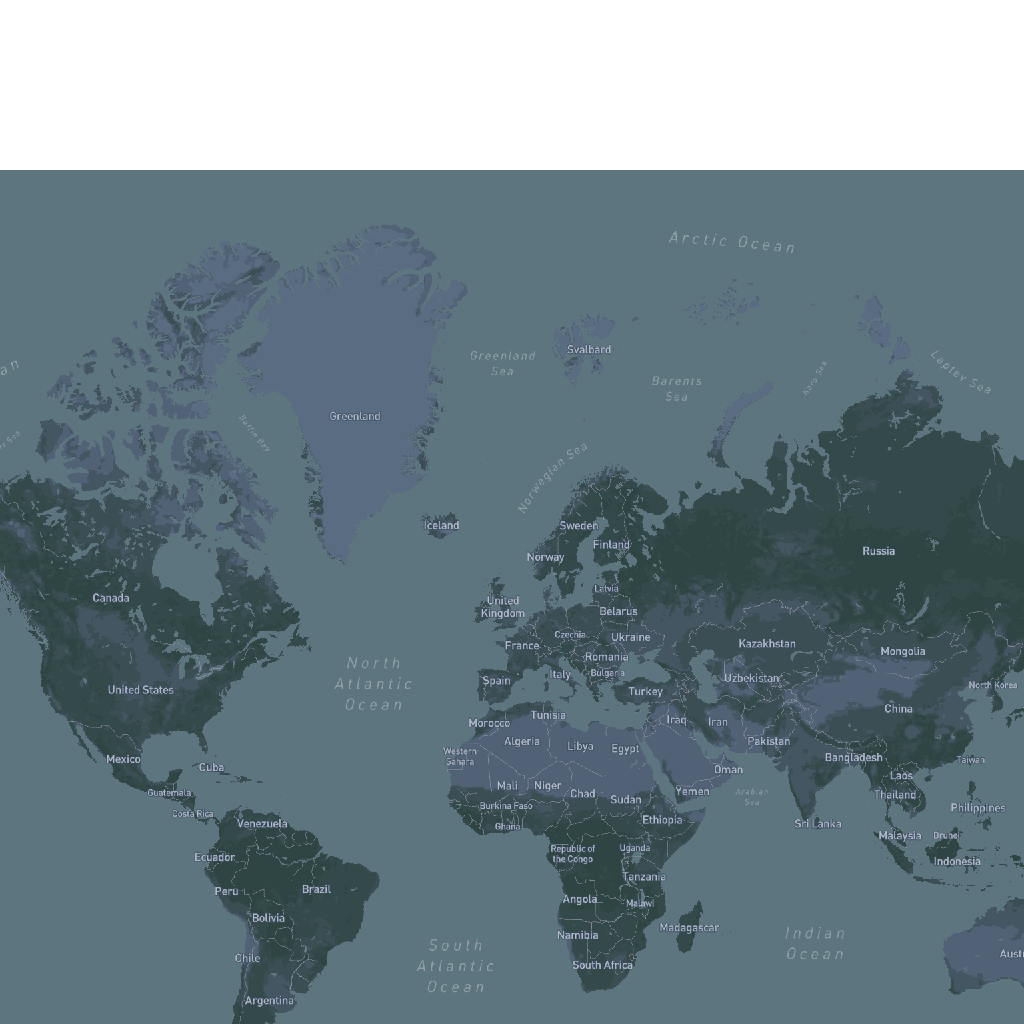 Arctic Ocean
an
Laptev Sea
Greenland
Sea
Svalbard
Barents
Sea
Kara Sea
Greenland
Baffin Bay
Norwegian Sea
Iceland
Sweden
Finland
Norway
Russia
Latvia
Canada
United
Kingdom
Belarus
Czechia
Ukraine
France
Kazakhstan
Mongolia
Romania
North
Atlantic
Ocean
Italy
Bulgaria
Spain
Uzbekistan
North Korea
United States
Turkey
China
Tunisia
Morocco
Iraq
Iran
Algeria
Libya
Egypt
Pakistan
Western
Sahara
Mexico
Bangladesh
Taiwan
Cuba
Oman
Laos
Mali
Niger
Chad
Sudan
Yemen
Arabian
Sea
Thailand
Guatemala
Burkina Faso
Philippines
Costa Rica
Venezuela
Ghana
Ethiopia
Sri Lanka
Malaysia
Brunei
Ecuador
Republic of
the Congo
Uganda
Indonesia
Peru
Brazil
Tanzania
Angola
Malawi
Bolivia
Madagascar
Namibia
Indian
Ocean
South
Atlantic
Ocean
Chile
South Africa
Austr
Argentina